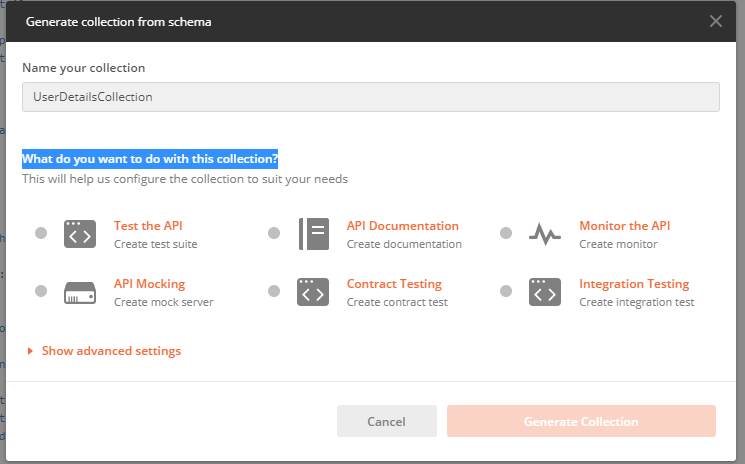 Generate collection from schema
Name your collection
UserDetailsCollection
What do you want to do with this collection?
This will help us configure the collection to suit your needs
Test the API
Create test suite
API Documentation
Create documentation
Monitor the API
Create monitor
API Mocking
Create mock server
Contract Testing
Create contract test
Integration Testing
Create integration test
Show advanced settings
Cancel
Generate Collection